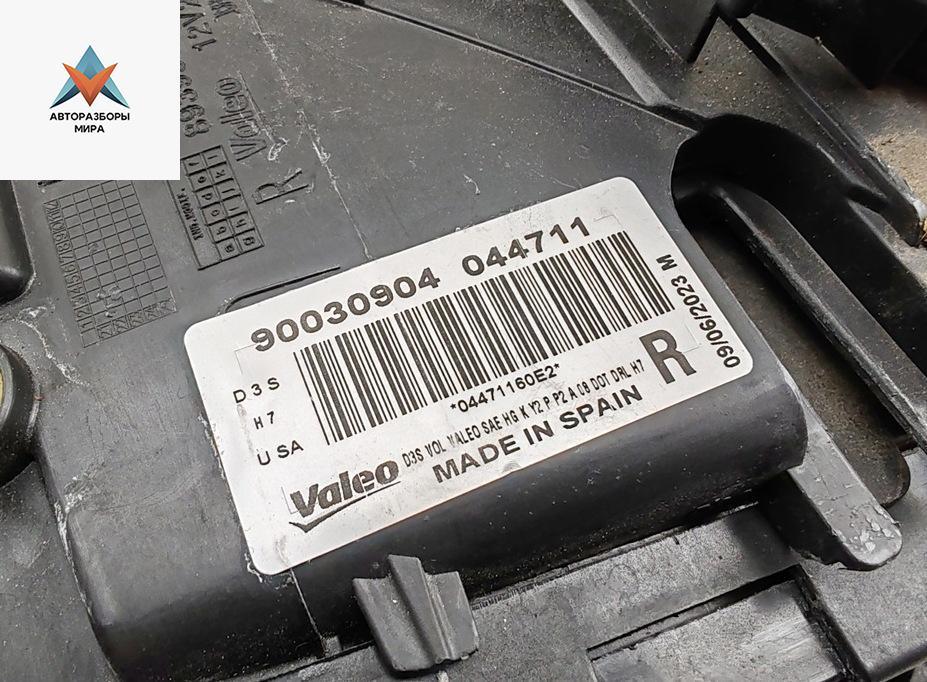 АВТОРАЗБОРЫ
МИРА
12V
Valeo
R
90030904 044711
D3S
H7
USA
*04471160E2*
R
09/06/2023 M
D3S VOL VALEO SAE HG K Y2 P P2 A 08 DOT DRL H7
Valeo
MADE IN SPAIN